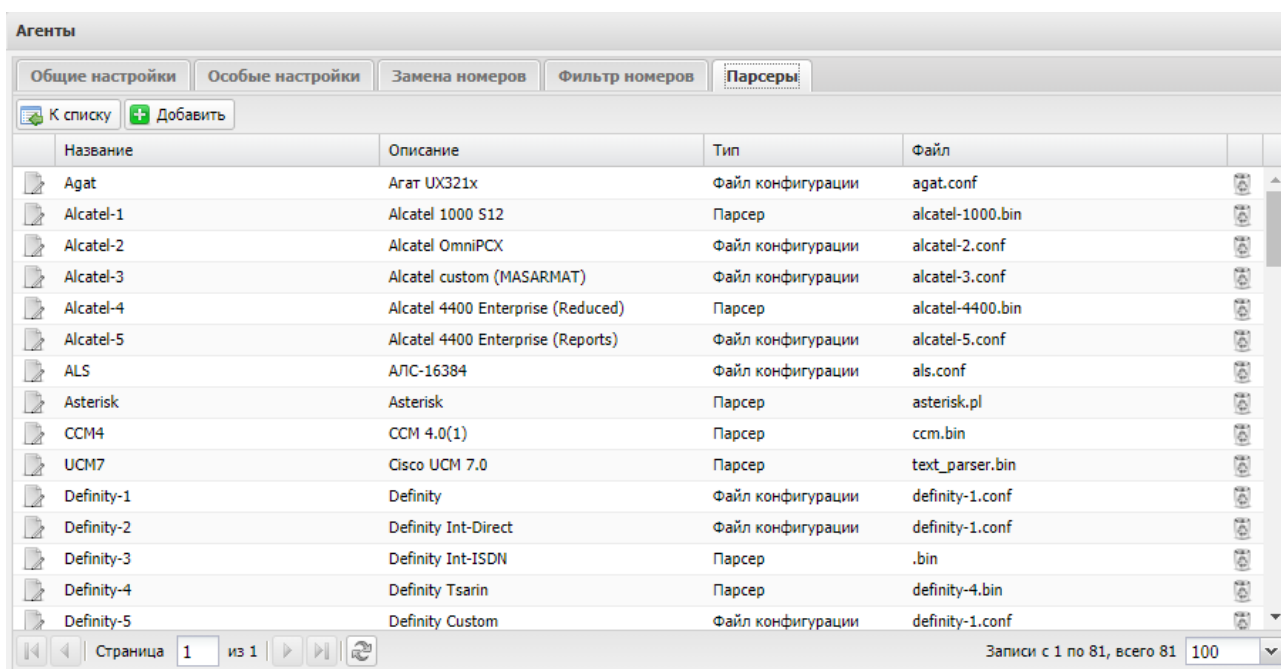 Агенты
Общие настройки Особые настройки Замена номеров Фильтр номеров Парсеры
К списку Добавить
Название Описание Тип Файл
Agat Агат UX321x Файл конфигурации agat.conf
Alcatel-1 Alcatel 1000 S12 Парсер alcatel-1000.bin
Alcatel-2 Alcatel OmniPCX Файл конфигурации alcatel-2.conf
Alcatel-3 Alcatel custom (MASARMAT) Файл конфигурации alcatel-3.conf
Alcatel-4 Alcatel 4400 Enterprise (Reduced) Парсер alcatel-4400.bin
Alcatel-5 Alcatel 4400 Enterprise (Reports) Файл конфигурации alcatel-5.conf
ALS АЛС-16384 Файл конфигурации als.conf
Asterisk Asterisk Парсер asterisk.pl
CCM4 CCM 4.0(1) Парсер ccm.bin
UCM7 Cisco UCM 7.0 Парсер text_parser.bin
Definity-1 Definity Файл конфигурации definity-1.conf
Definity-2 Definity Int-Direct Файл конфигурации definity-1.conf
Definity-3 Definity Int-ISDN Парсер .bin
Definity-4 Definity Tsarin Парсер definity-4.bin
Definity-5 Definity Custom Файл конфигурации definity-1.conf
Страница 1 из 1 Записи с 1 по 81, всего 81 100